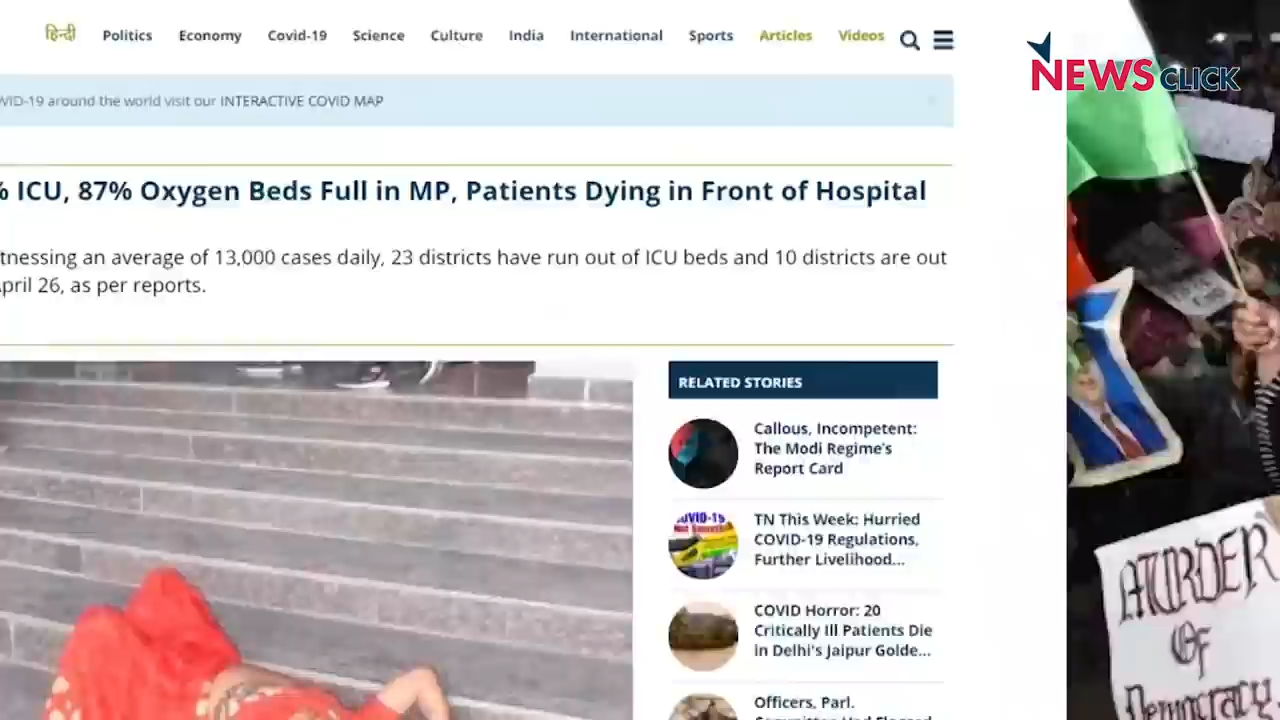 हिन्दी Politics Economy Covid-19 Science Culture India International Sports Articles Videos
NEWSCLICK
around the world visit our INTERACTIVE COVID MAP
% ICU, 87% Oxygen Beds Full in MP, Patients Dying in Front of Hospital
an average of 13,000 cases daily, 23 districts have run out of ICU beds and 10 districts are out
26, as per reports.
RELATED STORIES
Callous, Incompetent:
The Modi Regime's
Report Card
TN This Week: Hurried
COVID-19 Regulations,
Further Livelihood...
COVID Horror: 20
Critically Ill Patients Die
in Delhi's Jaipur Golde...
Officers, Parl.
MURDER
Of
Democracy